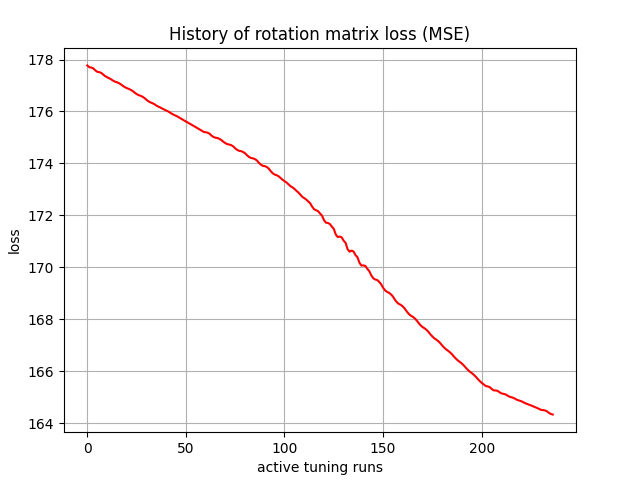 History of rotation matrix loss (MSE)
178
176
174
172
170
168
166
164
loss
0 50 100 150 200
active tuning runs